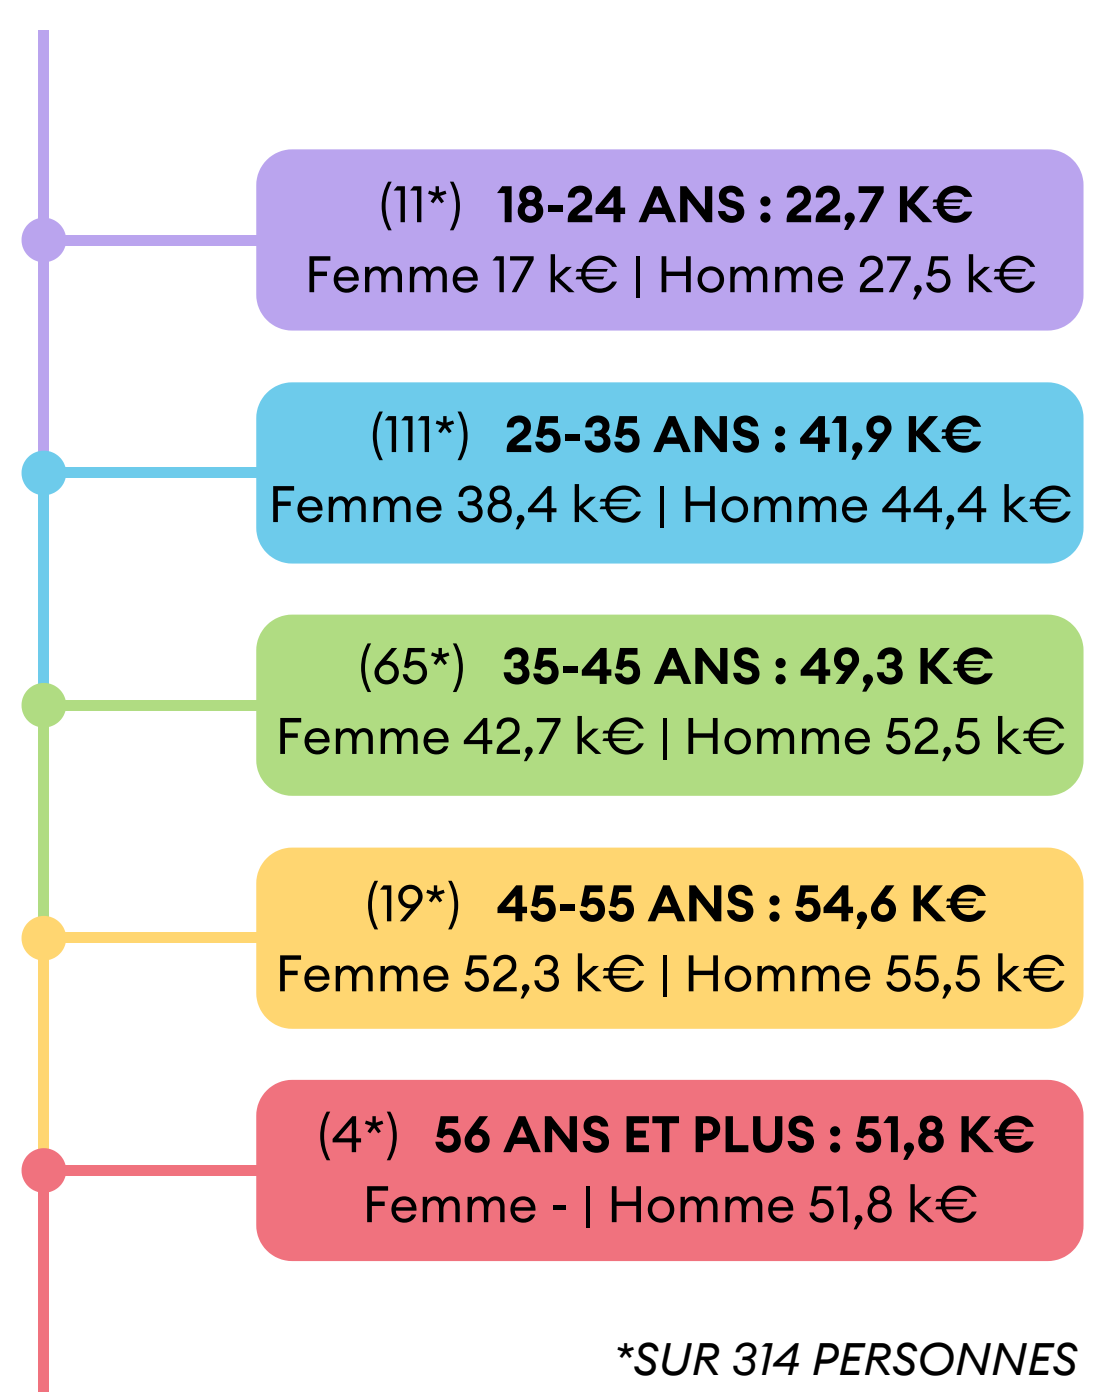 (11*) 18-24 ANS : 22,7 K€
Femme 17 k€ | Homme 27,5 k€
(111*) 25-35 ANS : 41,9 K€
Femme 38,4 k€ | Homme 44,4 k€
(65*) 35-45 ANS : 49,3 K€
Femme 42,7 k€ | Homme 52,5 k€
(19*) 45-55 ANS : 54,6 K€
Femme 52,3 k€ | Homme 55,5 k€
(4*) 56 ANS ET PLUS : 51,8 K€
Femme - | Homme 51,8 k€
*SUR 314 PERSONNES